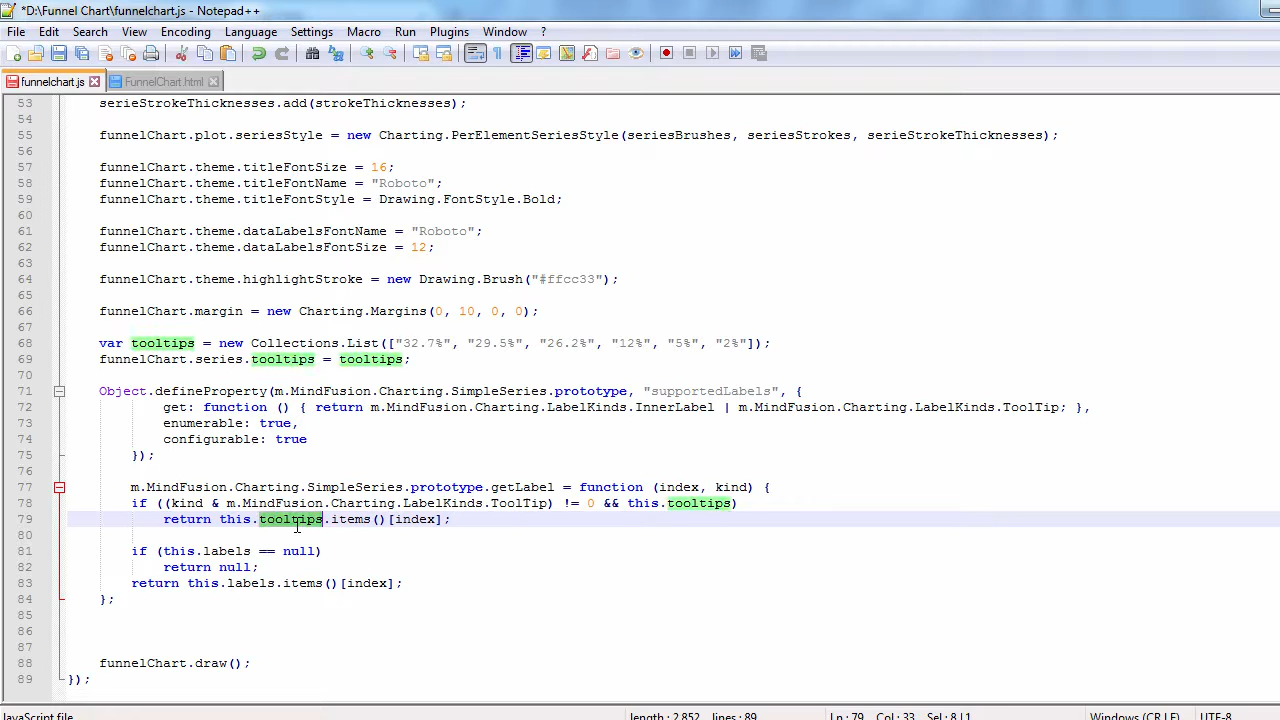 *D:\Funnel Chart\funnelchart.js - Notepad++
File Edit Search View Encoding Language Settings Macro Run Plugins Window ?
funnelchart.js FunnelChart.html
53 serieStrokeThicknesses.add(strokeThicknesses);
54
55 funnelChart.plot.seriesStyle = new Charting.PerElementSeriesStyle(seriesBrushes, seriesStrokes, serieStrokeThicknesses);
56
57 funnelChart.theme.titleFontSize = 16;
58 funnelChart.theme.titleFontName = "Roboto";
59 funnelChart.theme.titleFontStyle = Drawing.FontStyle.Bold;
60
61 funnelChart.theme.dataLabelsFontName = "Roboto";
62 funnelChart.theme.dataLabelsFontSize = 12;
63
64 funnelChart.theme.highlightStroke = new Drawing.Brush("#ffcc33");
65
66 funnelChart.margin = new Charting.Margins(0, 10, 0, 0);
67
68 var tooltips = new Collections.List(["32.7%", "29.5%", "26.2%", "12%", "5%", "2%"]);
69 funnelChart.series.tooltips = tooltips;
70
71 Object.defineProperty(m.MindFusion.Charting.SimpleSeries.prototype, "supportedLabels", {
72 get: function () { return m.MindFusion.Charting.LabelKinds.InnerLabel | m.MindFusion.Charting.LabelKinds.ToolTip; },
73 enumerable: true,
74 configurable: true
75 });
76
77 m.MindFusion.Charting.SimpleSeries.prototype.getLabel = function (index, kind) {
78 if ((kind & m.MindFusion.Charting.LabelKinds.ToolTip) != 0 && this.tooltips)
79 return this.tooltips.items()[index];
80
81 if (this.labels == null)
82 return null;
83 return this.labels.items()[index];
84 };
85
86
87
88 funnelChart.draw();
89 });
JavaScript file length : 2,852 lines : 89 Ln : 79 Col : 33 Sel : 8 | 1 Windows (CR LF) UTF-8